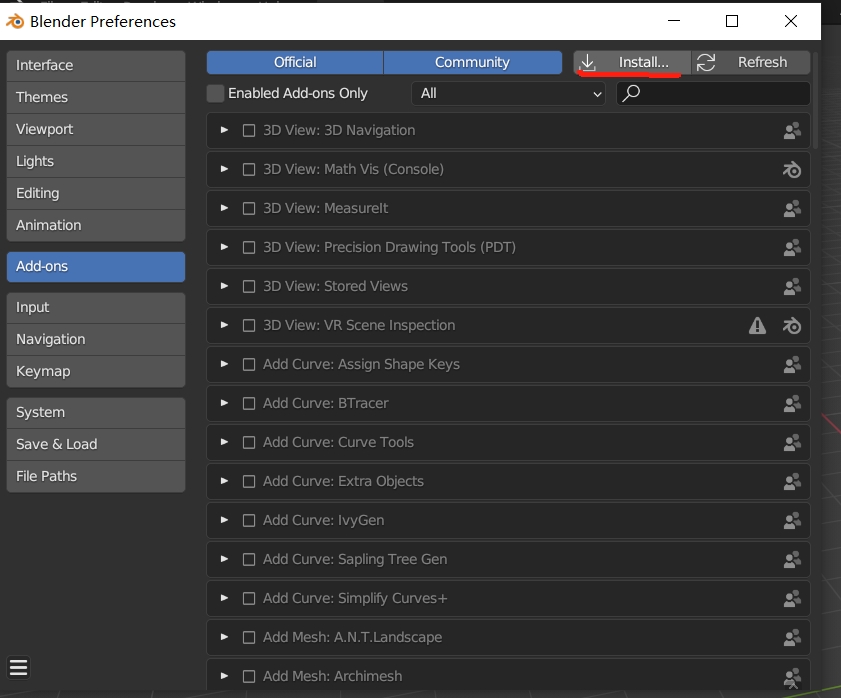 Blender Preferences
Interface
Themes
Viewport
Lights
Editing
Animation
Add-ons
Input
Navigation
Keymap
System
Save & Load
File Paths
Official Community Install... Refresh
Enabled Add-ons Only All
3D View: 3D Navigation
3D View: Math Vis (Console)
3D View: MeasureIt
3D View: Precision Drawing Tools (PDT)
3D View: Stored Views
3D View: VR Scene Inspection
Add Curve: Assign Shape Keys
Add Curve: BTracer
Add Curve: Curve Tools
Add Curve: Extra Objects
Add Curve: IvyGen
Add Curve: Sapling Tree Gen
Add Curve: Simplify Curves+
Add Mesh: A.N.T.Landscape
Add Mesh: Archimesh